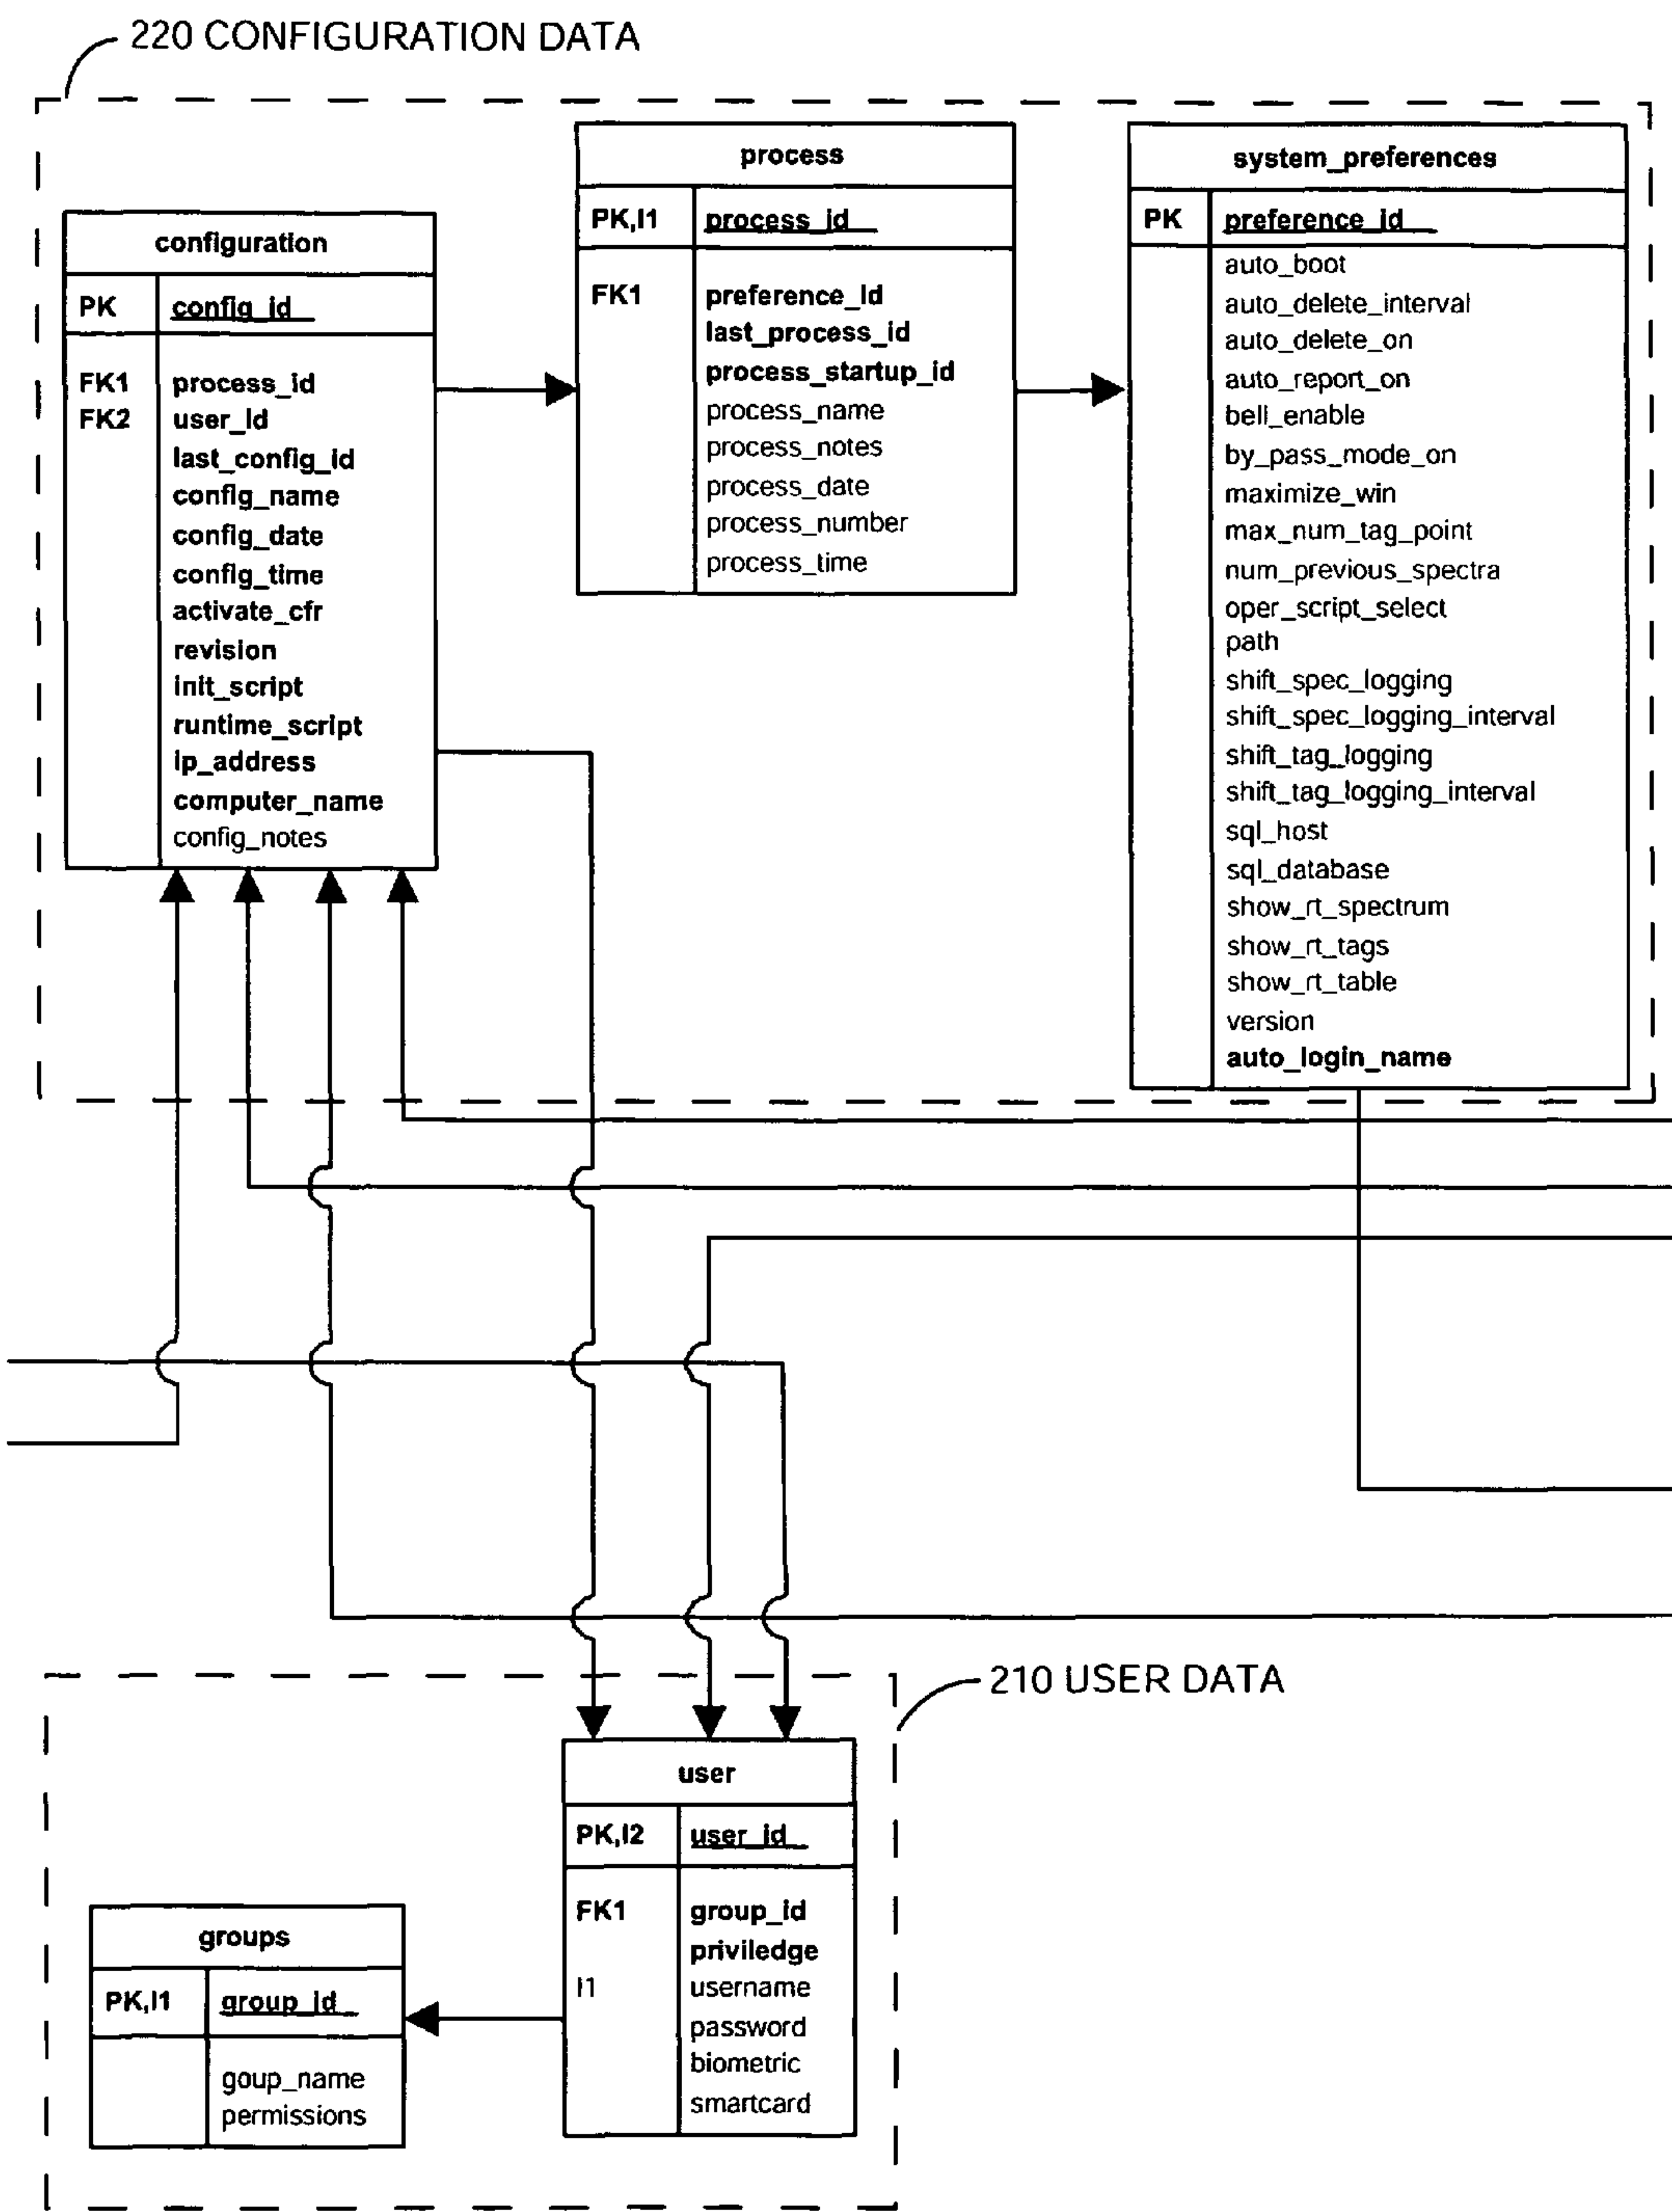 220 CONFIGURATION DATA
configuration
PK config_id
FK1 process_id
FK2 user_id
last_config_id
config_name
config_date
config_time
activate_cfr
revision
init_script
runtime_script
ip_address
computer_name
config_notes
process
PK,I1 process_id
FK1 preference_id
last_process_id
process_startup_id
process_name
process_notes
process_date
process_number
process_time
system_preferences
PK preference_id
auto_boot
auto_delete_interval
auto_delete_on
auto_report_on
bell_enable
by_pass_mode_on
maximize_win
max_num_tag_point
num_previous_spectra
oper_script_select
path
shift_spec_logging
shift_spec_logging_interval
shift_tag_logging
shift_tag_logging_interval
sql_host
sql_database
show_rt_spectrum
show_rt_tags
show_rt_table
version
auto_login_name
210 USER DATA
user
PK,I2 user_id
FK1 group_id
priviledge
I1 username
password
biometric
smartcard
groups
PK,I1 group_id
goup_name
permissions